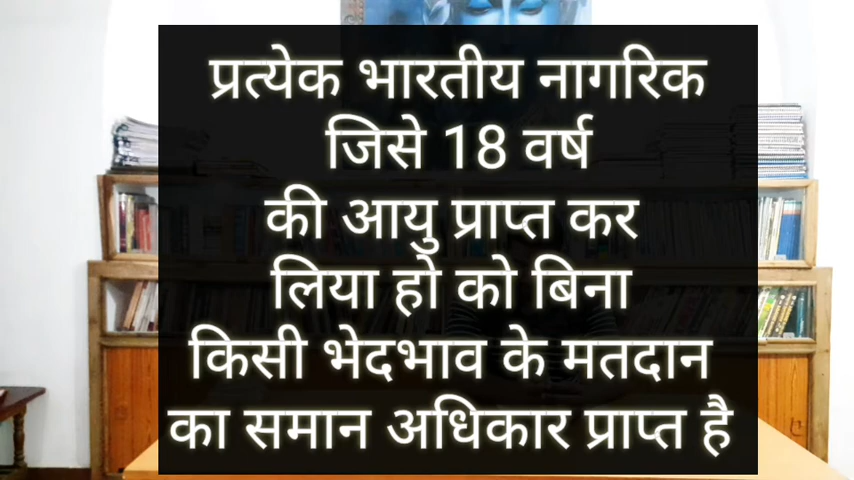 प्रत्येक भारतीय नागरिक
जिसे 18 वर्ष
की आयु प्राप्त कर
लिया हो को बिना
किसी भेदभाव के मतदान
का समान अधिकार प्राप्त है